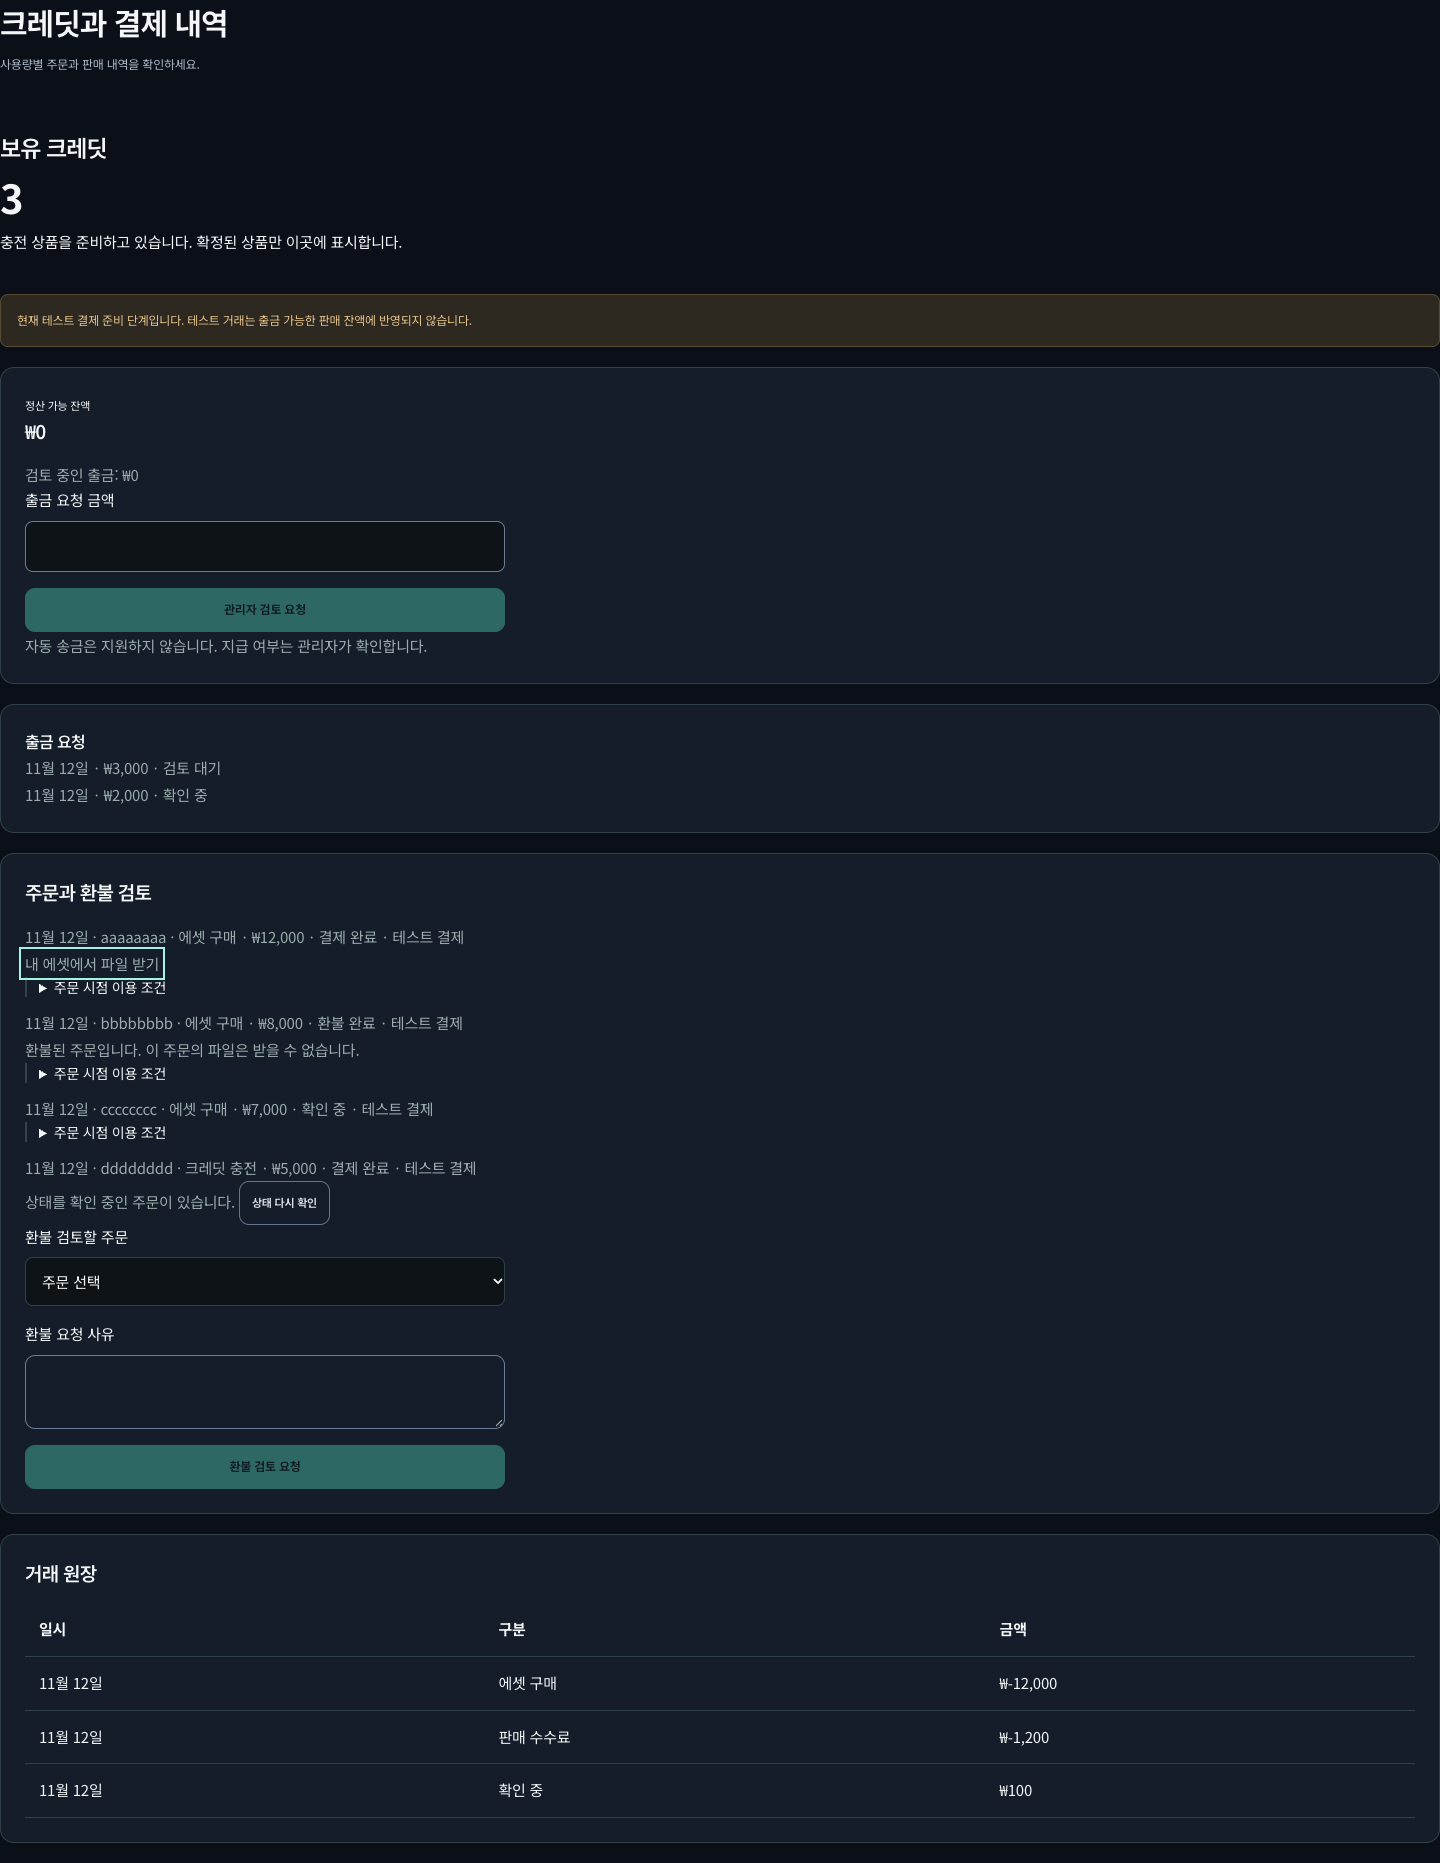 크레딧과 결제 내역
사용량별 주문과 판매 내역을 확인하세요.
보유 크레딧
3
충전 상품을 준비하고 있습니다. 확정된 상품만 이곳에 표시합니다.
현재 테스트 결제 준비 단계입니다. 테스트 거래는 출금 가능한 판매 잔액에 반영되지 않습니다.
정산 가능 잔액
₩0
검토 중인 출금: ₩0
출금 요청 금액
관리자 검토 요청
자동 송금은 지원하지 않습니다. 지급 여부는 관리자가 확인합니다.
출금 요청
11월 12일 · ₩3,000 · 검토 대기
11월 12일 · ₩2,000 · 확인 중
주문과 환불 검토
11월 12일 · aaaaaaaa · 에셋 구매 · ₩12,000 · 결제 완료 · 테스트 결제
내 에셋에서 파일 받기
▶ 주문 시점 이용 조건
11월 12일 · bbbbbbbb · 에셋 구매 · ₩8,000 · 환불 완료 · 테스트 결제
환불된 주문입니다. 이 주문의 파일은 받을 수 없습니다.
▶ 주문 시점 이용 조건
11월 12일 · cccccccc · 에셋 구매 · ₩7,000 · 확인 중 · 테스트 결제
▶ 주문 시점 이용 조건
11월 12일 · dddddddd · 크레딧 충전 · ₩5,000 · 결제 완료 · 테스트 결제
상태를 확인 중인 주문이 있습니다. 상태 다시 확인
환불 검토할 주문
주문 선택
환불 요청 사유
환불 검토 요청
거래 원장
일시 구분 금액
11월 12일 에셋 구매 ₩-12,000
11월 12일 판매 수수료 ₩-1,200
11월 12일 확인 중 ₩100